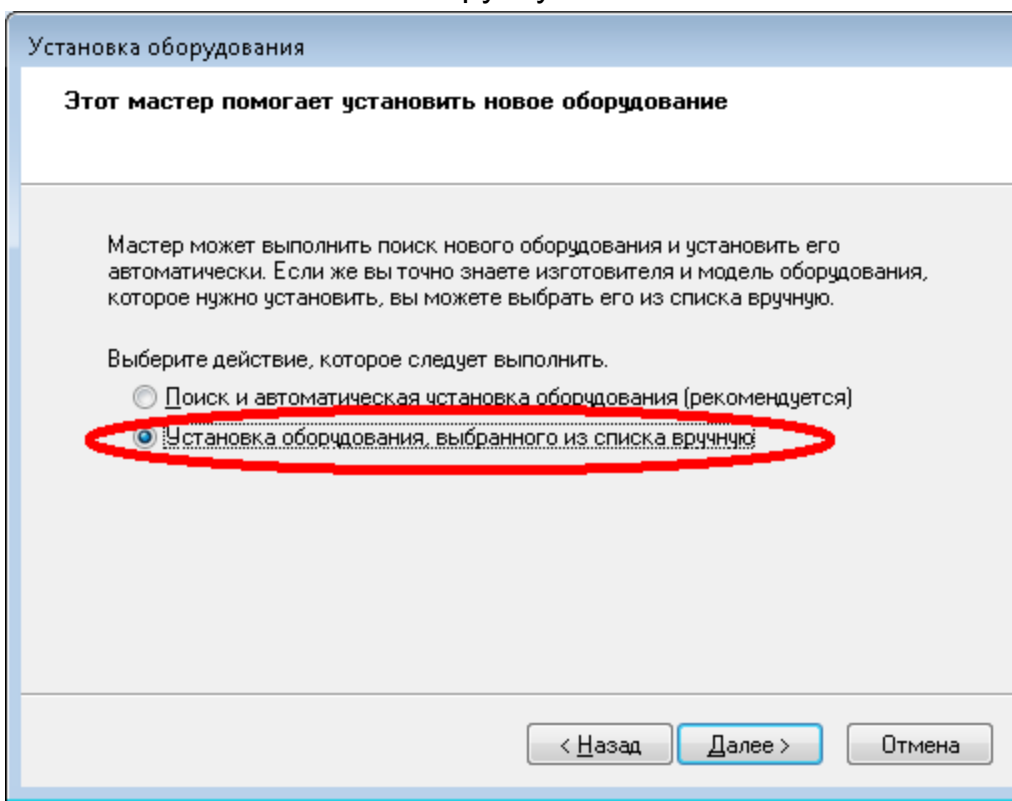 Установка оборудования
Этот мастер помогает установить новое оборудование
Мастер может выполнить поиск нового оборудования и установить его
автоматически. Если же вы точно знаете изготовителя и модель оборудования,
которое нужно установить, вы можете выбрать его из списка вручную.
Выберите действие, которое следует выполнить.
Поиск и автоматическая установка оборудования (рекомендуется)
Установка оборудования, выбранного из списка вручную
< Назад Далее > Отмена